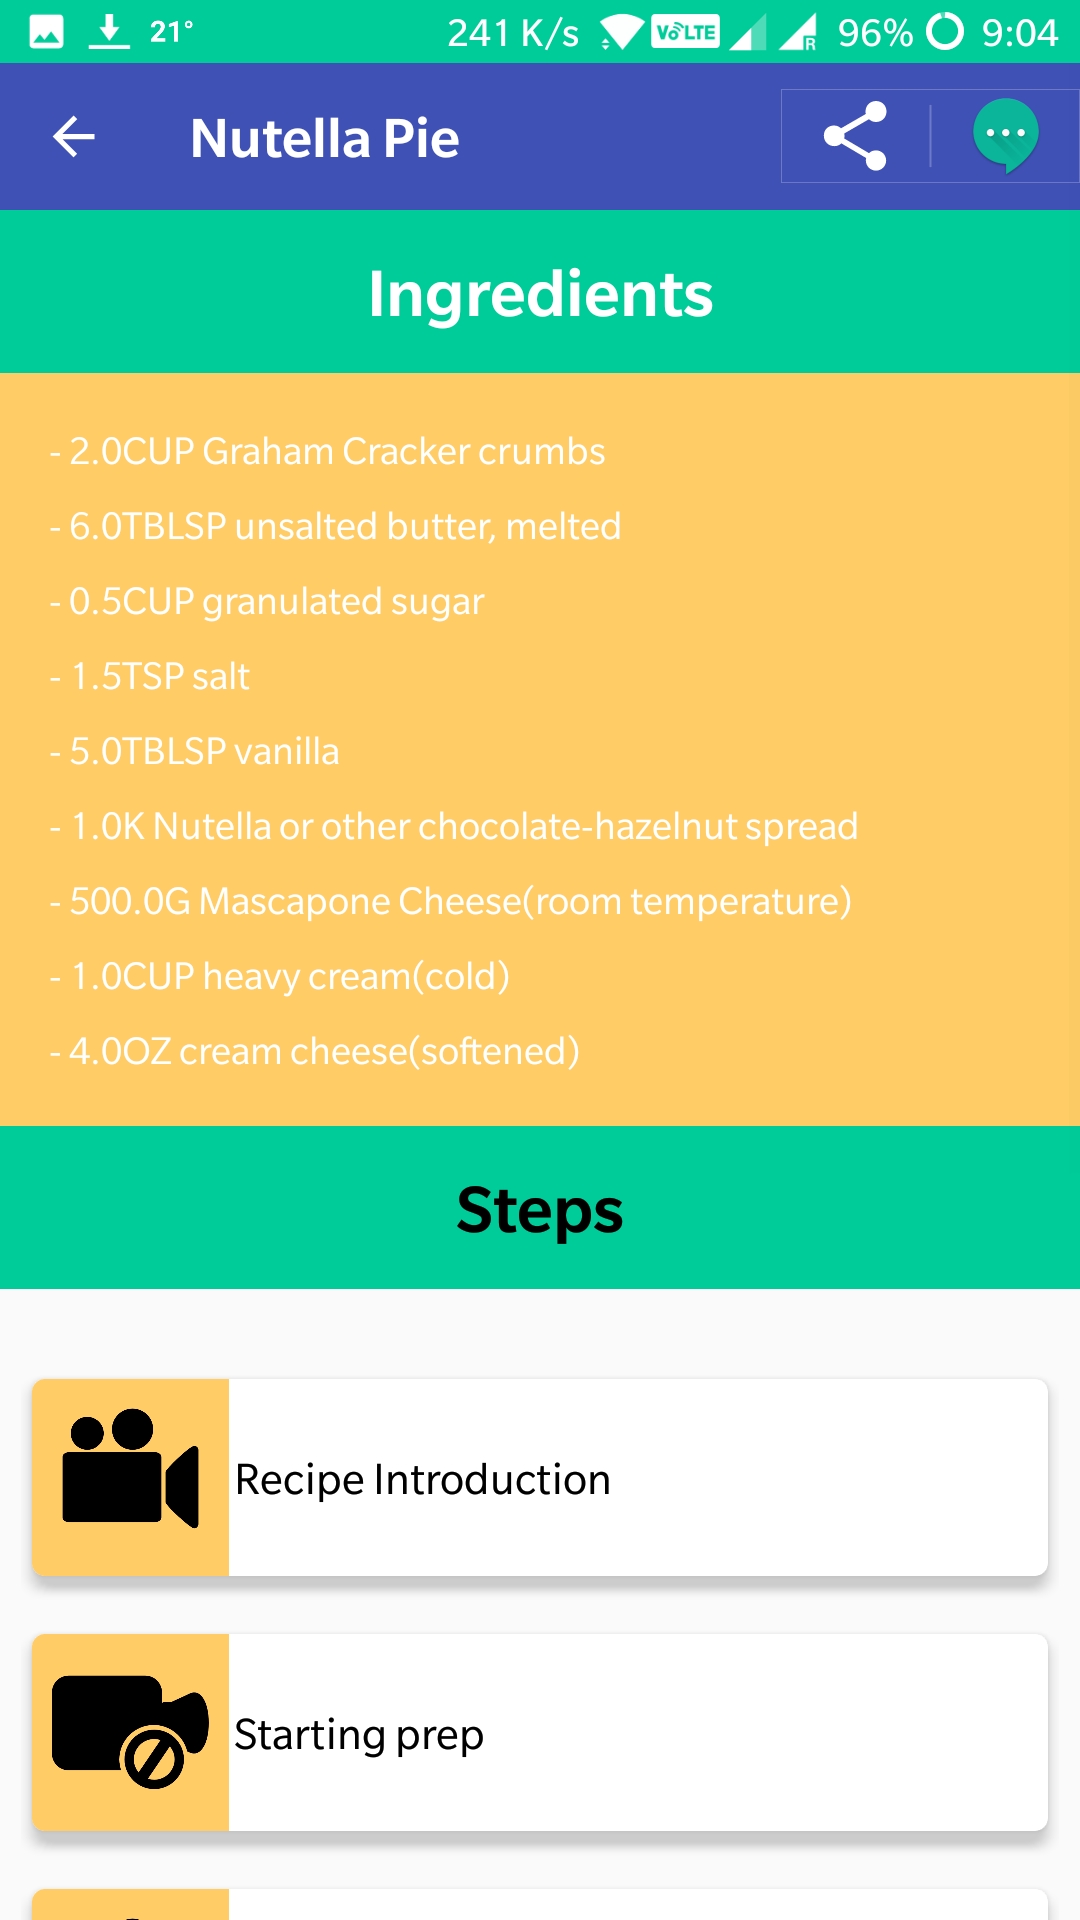 21° 241 K/s VoLTE R 96% 9:04
Nutella Pie
Ingredients
- 2.0CUP Graham Cracker crumbs
- 6.0TBLSP unsalted butter, melted
- 0.5CUP granulated sugar
- 1.5TSP salt
- 5.0TBLSP vanilla
- 1.0K Nutella or other chocolate-hazelnut spread
- 500.0G Mascapone Cheese(room temperature)
- 1.0CUP heavy cream(cold)
- 4.0OZ cream cheese(softened)
Steps
Recipe Introduction
Starting prep